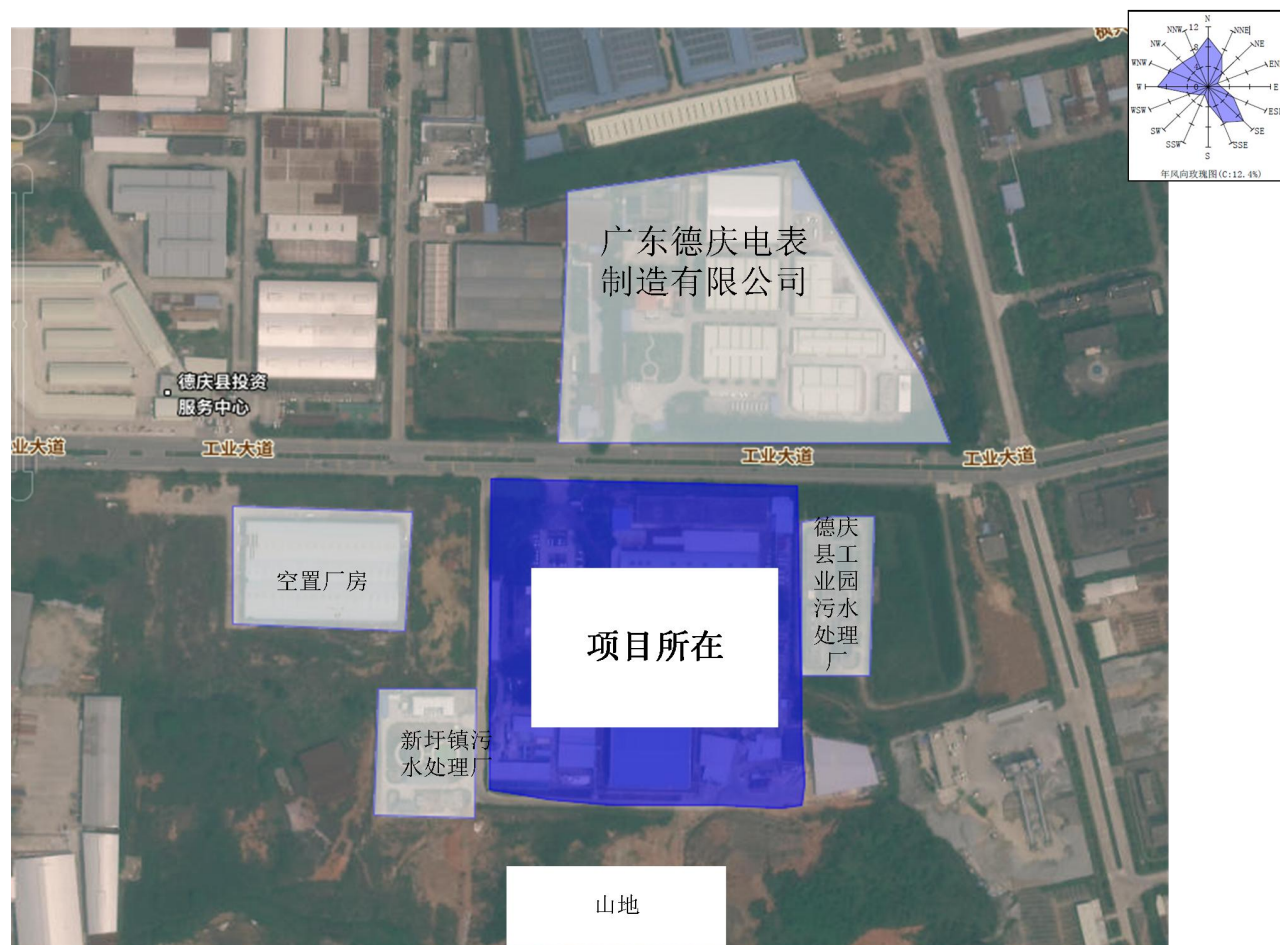 N
NNE
NE
EN
E
ESE
SE
SSE
S
SSW
SW
WSW
W
WNW
NW
NNW
12
8
4
0
年风向玫瑰图(C:12.4%)
广东德庆电表
制造有限公司
德庆县投资
服务中心
业大道
工业大道
工业大道
工业大道
空置厂房
德庆
县工
业园
污水
处理
厂
项目所在
新圩镇污
水处理厂
山地